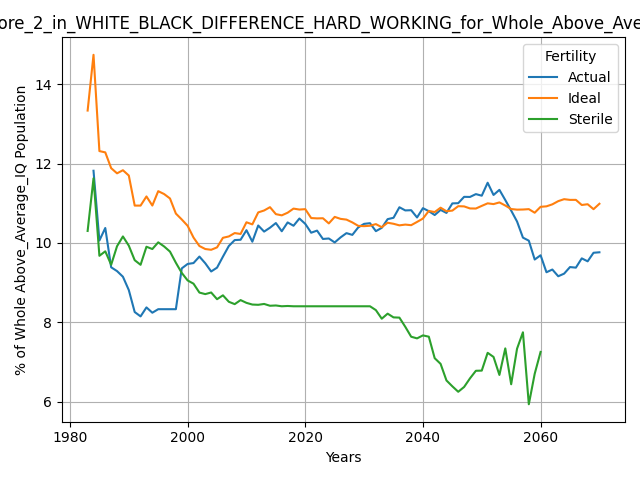 ore_2_in_WHITE_BLACK_DIFFERENCE_HARD_WORKING_for_Whole_Above_Ave
Fertility
Actual
Ideal
Sterile
% of Whole Above_Average_IQ Population
14
12
10
8
6
1980
2000
2020
2040
2060
Years